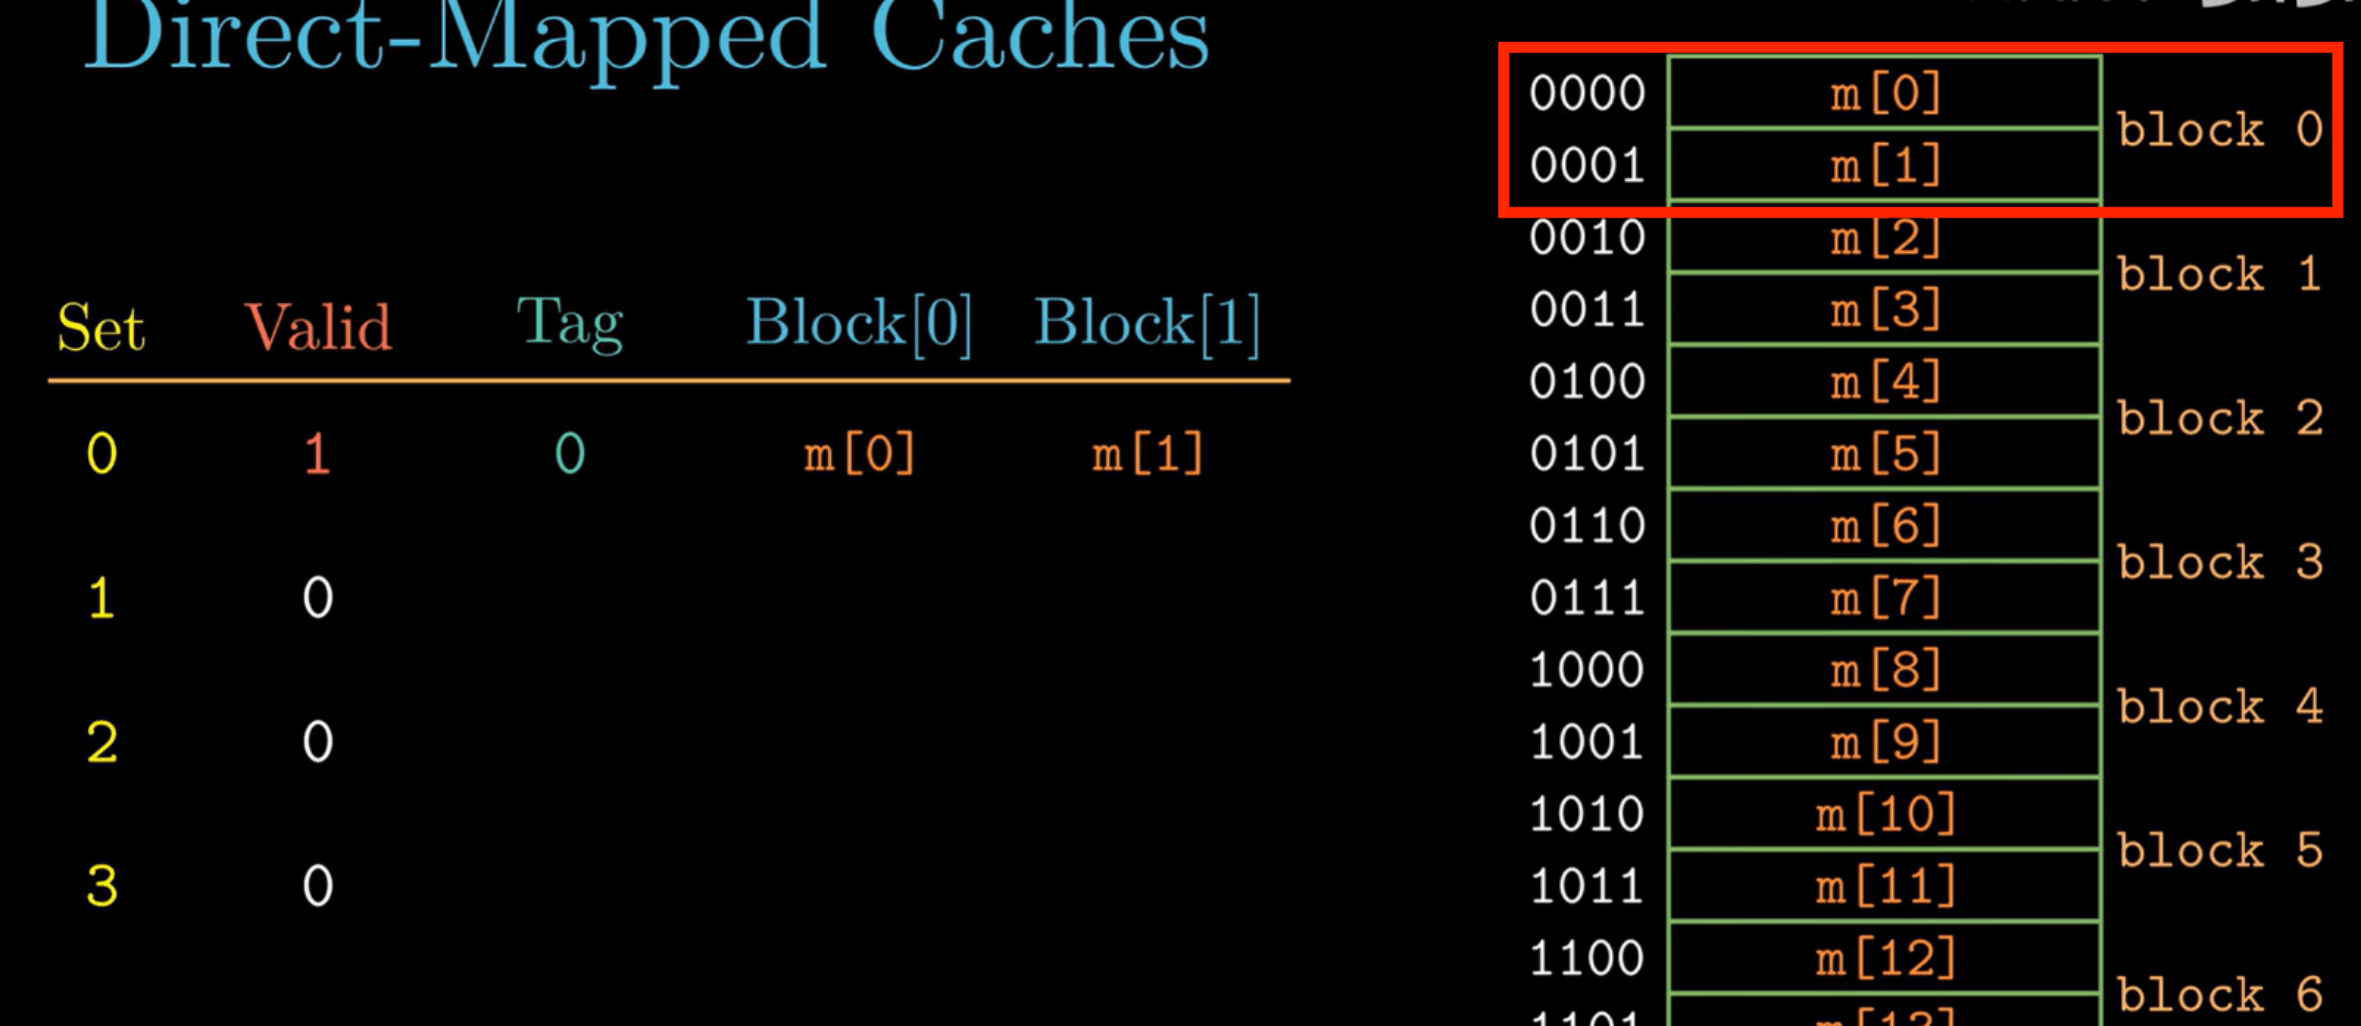 Direct-Mapped Caches
Set Valid Tag Block[0] Block[1]
0 1 0 m[0] m[1]
1 0
2 0
3 0
0000 m[0]
block 0
0001 m[1]
0010 m[2]
block 1
0011 m[3]
0100 m[4]
block 2
0101 m[5]
0110 m[6]
block 3
0111 m[7]
1000 m[8]
block 4
1001 m[9]
1010 m[10]
block 5
1011 m[11]
1100 m[12]
block 6
1101 m[13]